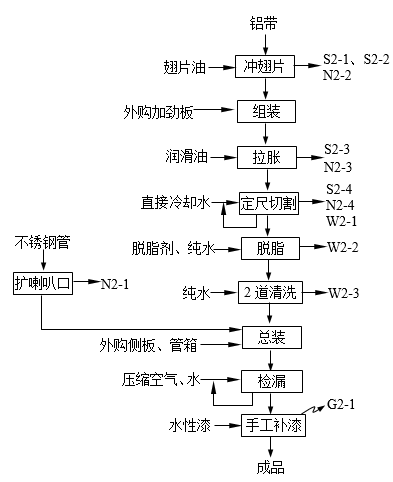 铝带
翅片油
冲翅片
S2-1、S2-2
N2-2
外购加劲板
组装
润滑油
拉胀
S2-3
N2-3
直接冷却水
定尺切割
S2-4
N2-4
W2-1
不锈钢管
脱脂剂、纯水
脱脂
W2-2
扩喇叭口
N2-1
纯水
2道清洗
W2-3
外购侧板、管箱
总装
压缩空气、水
检漏
水性漆
手工补漆
G2-1
成品